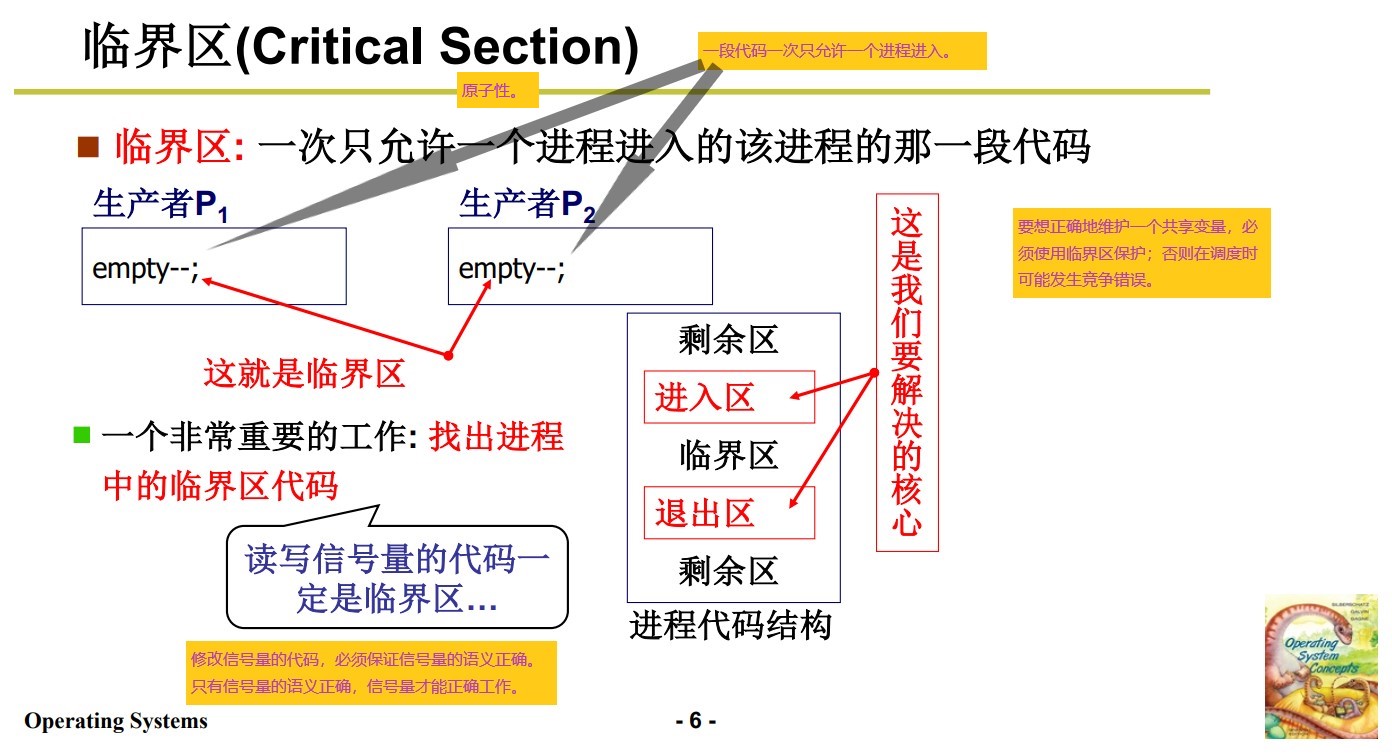 临界区(Critical Section)
一段代码一次只允许一个进程进入。
原子性。
临界区: 一次只允许一个进程进入的该进程的那一段代码
生产者P1
生产者P2
empty--;
empty--;
这就是临界区
这是我们要解决的核心
要想正确地维护一个共享变量，必
须使用临界区保护；否则在调度时
可能发生竞争错误。
一个非常重要的工作: 找出进程
中的临界区代码
读写信号量的代码一
定是临界区...
修改信号量的代码，必须保证信号量的语义正确。
只有信号量的语义正确，信号量才能正确工作。
剩余区
进入区
临界区
退出区
剩余区
进程代码结构
Operating Systems
- 6 -
SILBERSCHATZ
GALVIN
Operating
System
Concepts